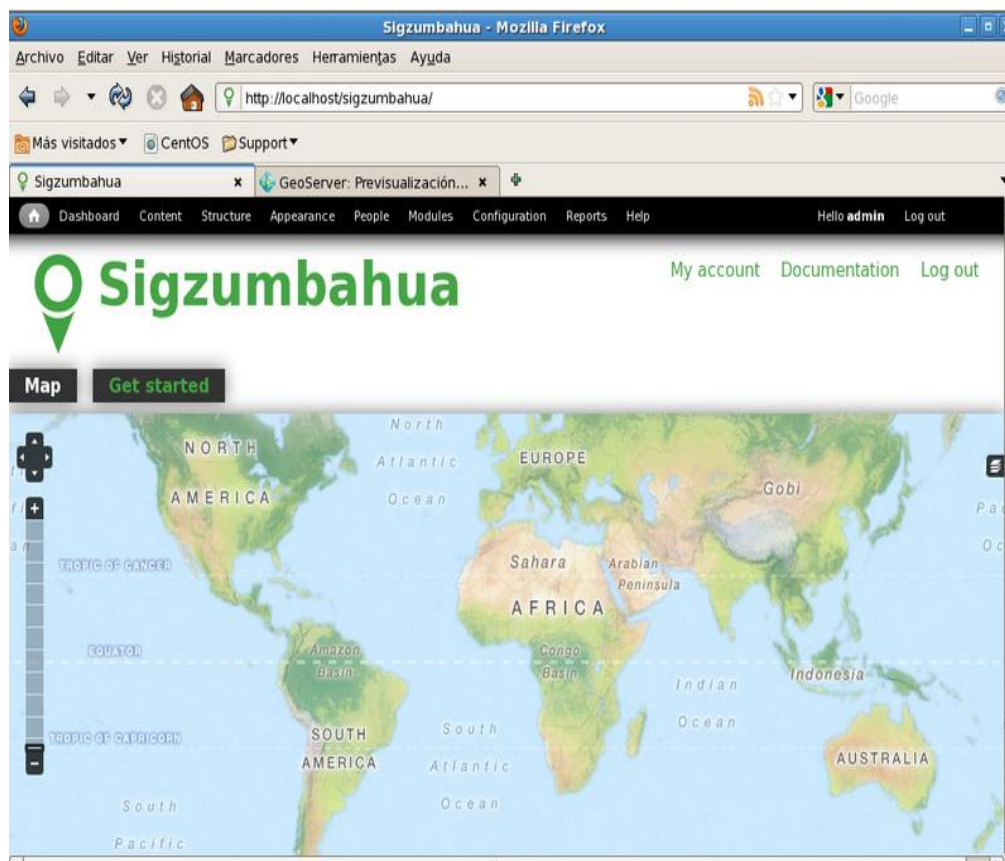 Sigzumbahua - Mozilla Firefox
Archivo Editar Ver Historial Marcadores Herramientas Ayuda
http://localhost/sigzumbahua/
Google
Más visitados CentOS Support
Sigzumbahua
GeoServer: Previsualización...
Dashboard Content Structure Appearance People Modules Configuration Reports Help Hello admin Log out
Sigzumbahua
My account Documentation Log out
Map Get started
North
Atlantic
Ocean
NORTH
AMERICA
EUROPE
Gobi
TROPIC OF CANCER
Sahara
Arabian
Peninsula
AFRICA
EQUATOR
Amazon
Basin
Congo
Basin
Indian
Ocean
Indonesia
TROPIC OF CAPRICORN
SOUTH
AMERICA
South
Atlantic
Ocean
AUSTRALIA
South
Pacific